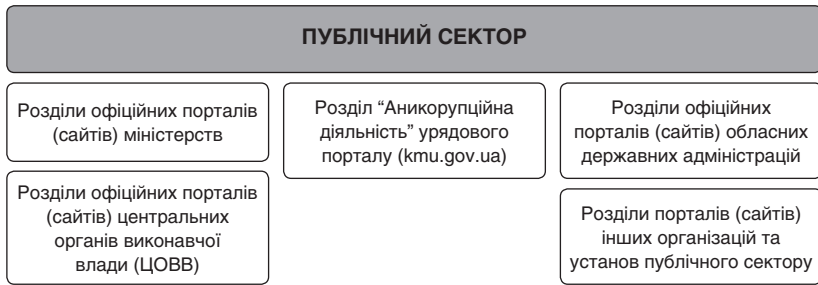 ПУБЛІЧНИЙ СЕКТОР
Розділи офіційних порталів
(сайтів) міністерств
Розділ “Аникорупційна
діяльність” урядового
порталу (kmu.gov.ua)
Розділи офіційних
порталів (сайтів) обласних
державних адміністрацій
Розділи офіційних порталів
(сайтів) центральних
органів виконавчої
влади (ЦОВВ)
Розділи порталів (сайтів)
інших організацій та
установ публічного сектору